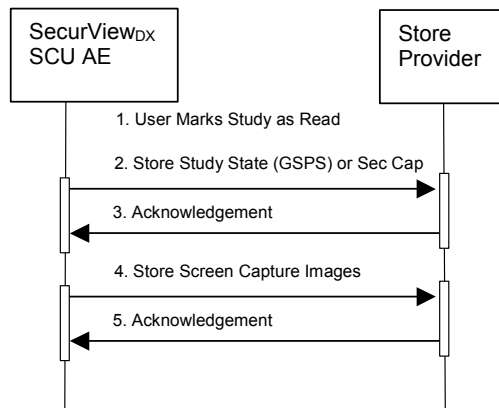 SecurViewDX
SCU AE
Store
Provider
1. User Marks Study as Read
2. Store Study State (GSPS) or Sec Cap
3. Acknowledgement
4. Store Screen Capture Images
5. Acknowledgement